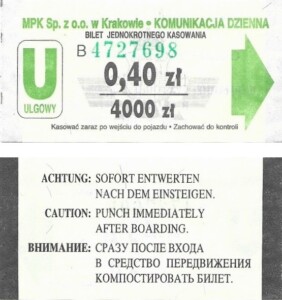 MPK Sp. z o.o. w Krakowie • KOMUNIKACJA DZIENNA
BILET JEDNOKROTNEGO KASOWANIA
B 4727698
U
ULGOWY
0,40 zł
4000 zł
Kasować zaraz po wejściu do pojazdu • Zachować do kontroli
ACHTUNG: SOFORT ENTWERTEN
NACH DEM EINSTEIGEN.
CAUTION: PUNCH IMMEDIATELY
AFTER BOARDING.
ВНИМАНИЕ: СРАЗУ ПОСЛЕ ВХОДА
В СРЕДСТВО ПЕРЕДВИЖЕНИЯ
КОМПОСТИРОВАТЬ БИЛЕТ.